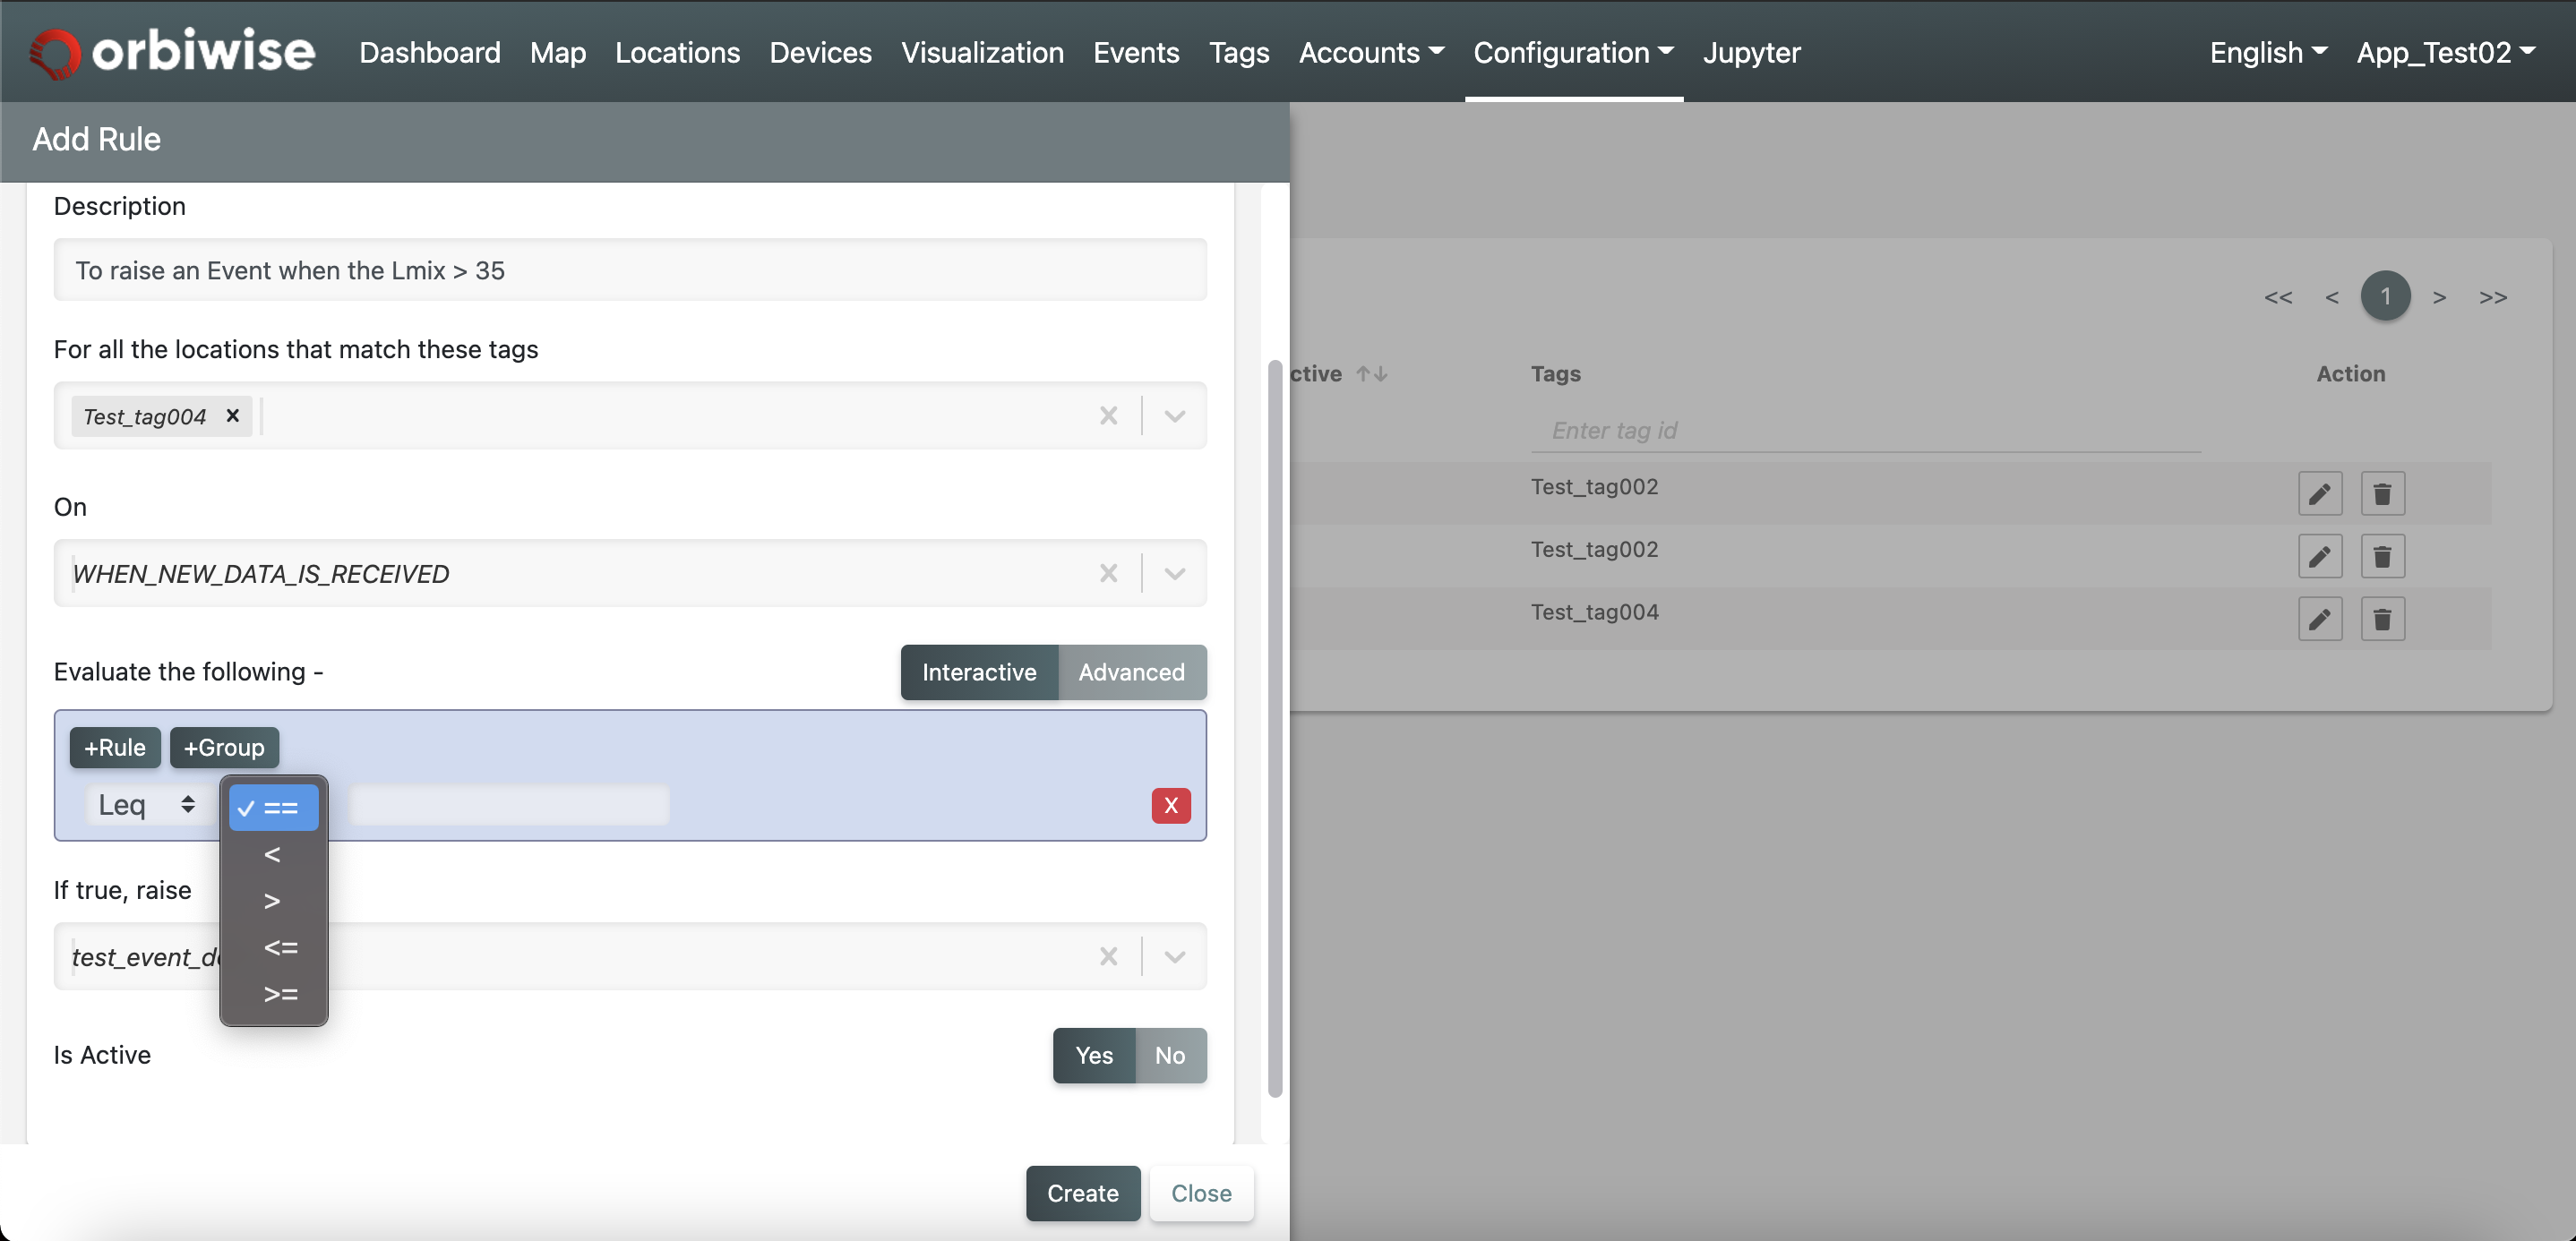 orbiwise Dashboard Map Locations Devices Visualization Events Tags Accounts Configuration Jupyter English App_Test02
Add Rule
Description
To raise an Event when the Lmix > 35
For all the locations that match these tags
Test_tag004 ×
On
WHEN_NEW_DATA_IS_RECEIVED
Evaluate the following -
Interactive Advanced
+Rule +Group
Leq
✓ ==
<
>
<=
>=
X
If true, raise
Is Active
Yes No
Create Close
<< < 1 > >>
Tags Action
Enter tag id
Test_tag002
Test_tag002
Test_tag004